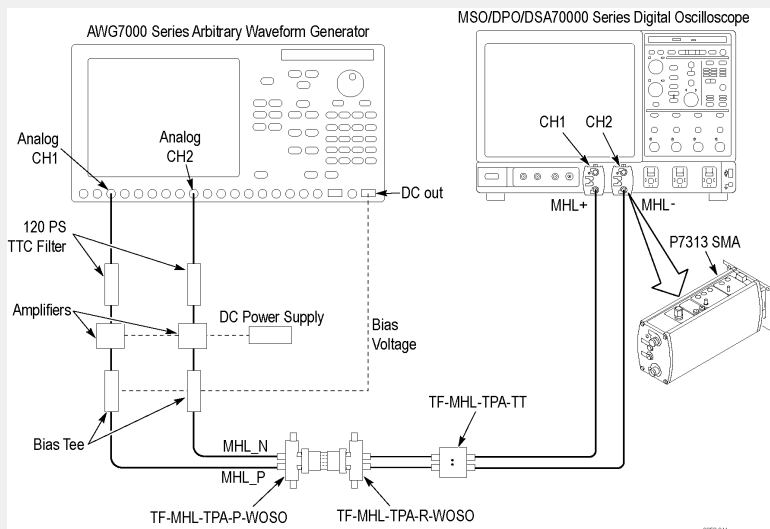 AWG7000 Series Arbitrary Waveform Generator
MSO/DPO/DSA70000 Series Digital Oscilloscope
Analog
CH1
Analog
CH2
DC out
CH1
CH2
MHL+
MHL-
P7313 SMA
120 PS
TTC Filter
Amplifiers
DC Power Supply
Bias
Voltage
Bias Tee
MHL_N
MHL_P
TF-MHL-TPA-TT
TF-MHL-TPA-P-WOSO
TF-MHL-TPA-R-WOSO